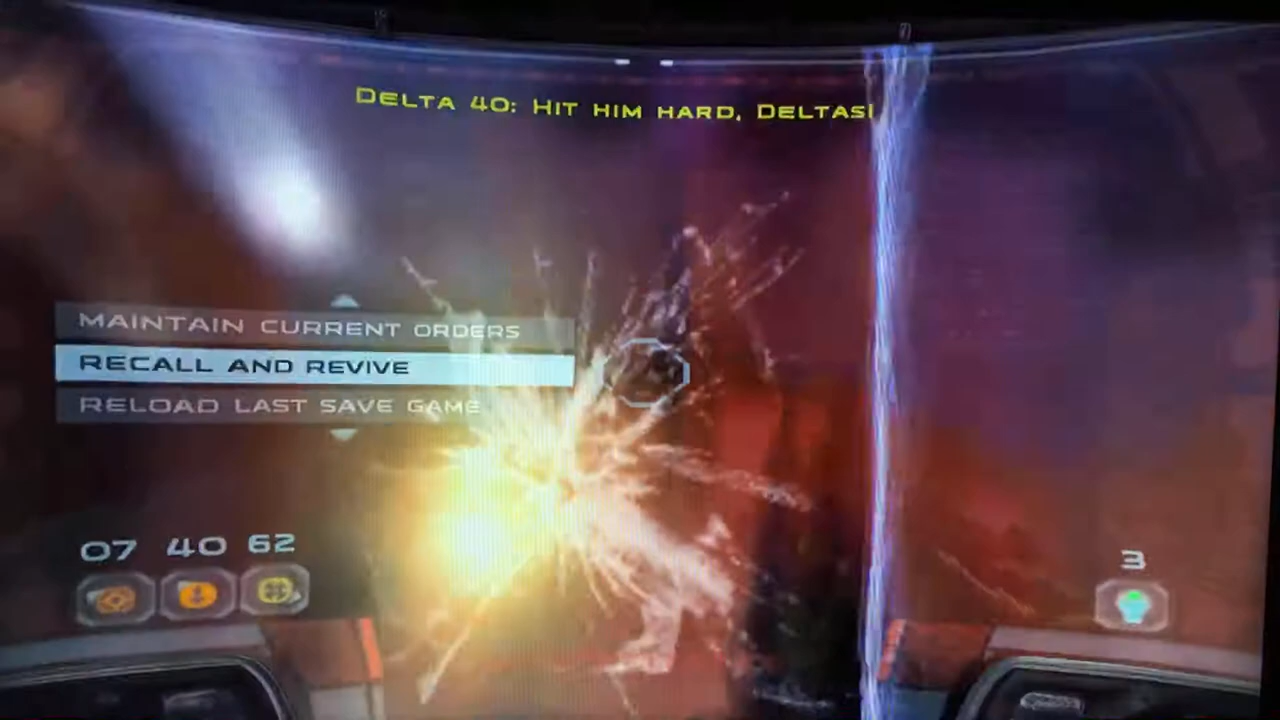 DELTA 40: HIT HIM HARD, DELTAS!
MAINTAIN CURRENT ORDERS
RECALL AND REVIVE
RELOAD LAST SAVE GAME
07 40 62
3